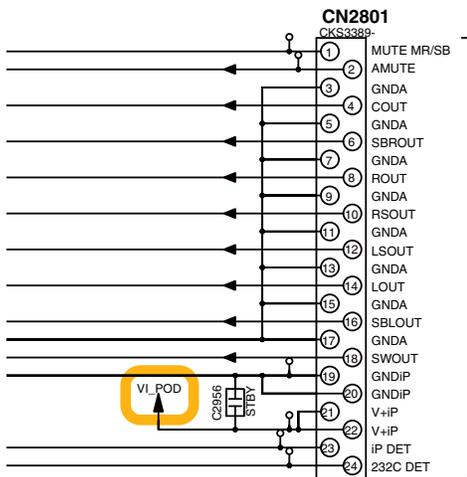 CN2801
CKS3389-
1 MUTE MR/SB
2 AMUTE
3 GNDA
4 COUT
5 GNDA
6 SBROUT
7 GNDA
8 ROUT
9 GNDA
10 RSOUT
11 GNDA
12 LSOUT
13 GNDA
14 LOUT
15 GNDA
16 SBLOUT
17 GNDA
18 SWOUT
19 GNDiP
20 GNDiP
21 V+iP
22 V+iP
23 iP DET
24 232C DET
VI_POD
C2956
STBY